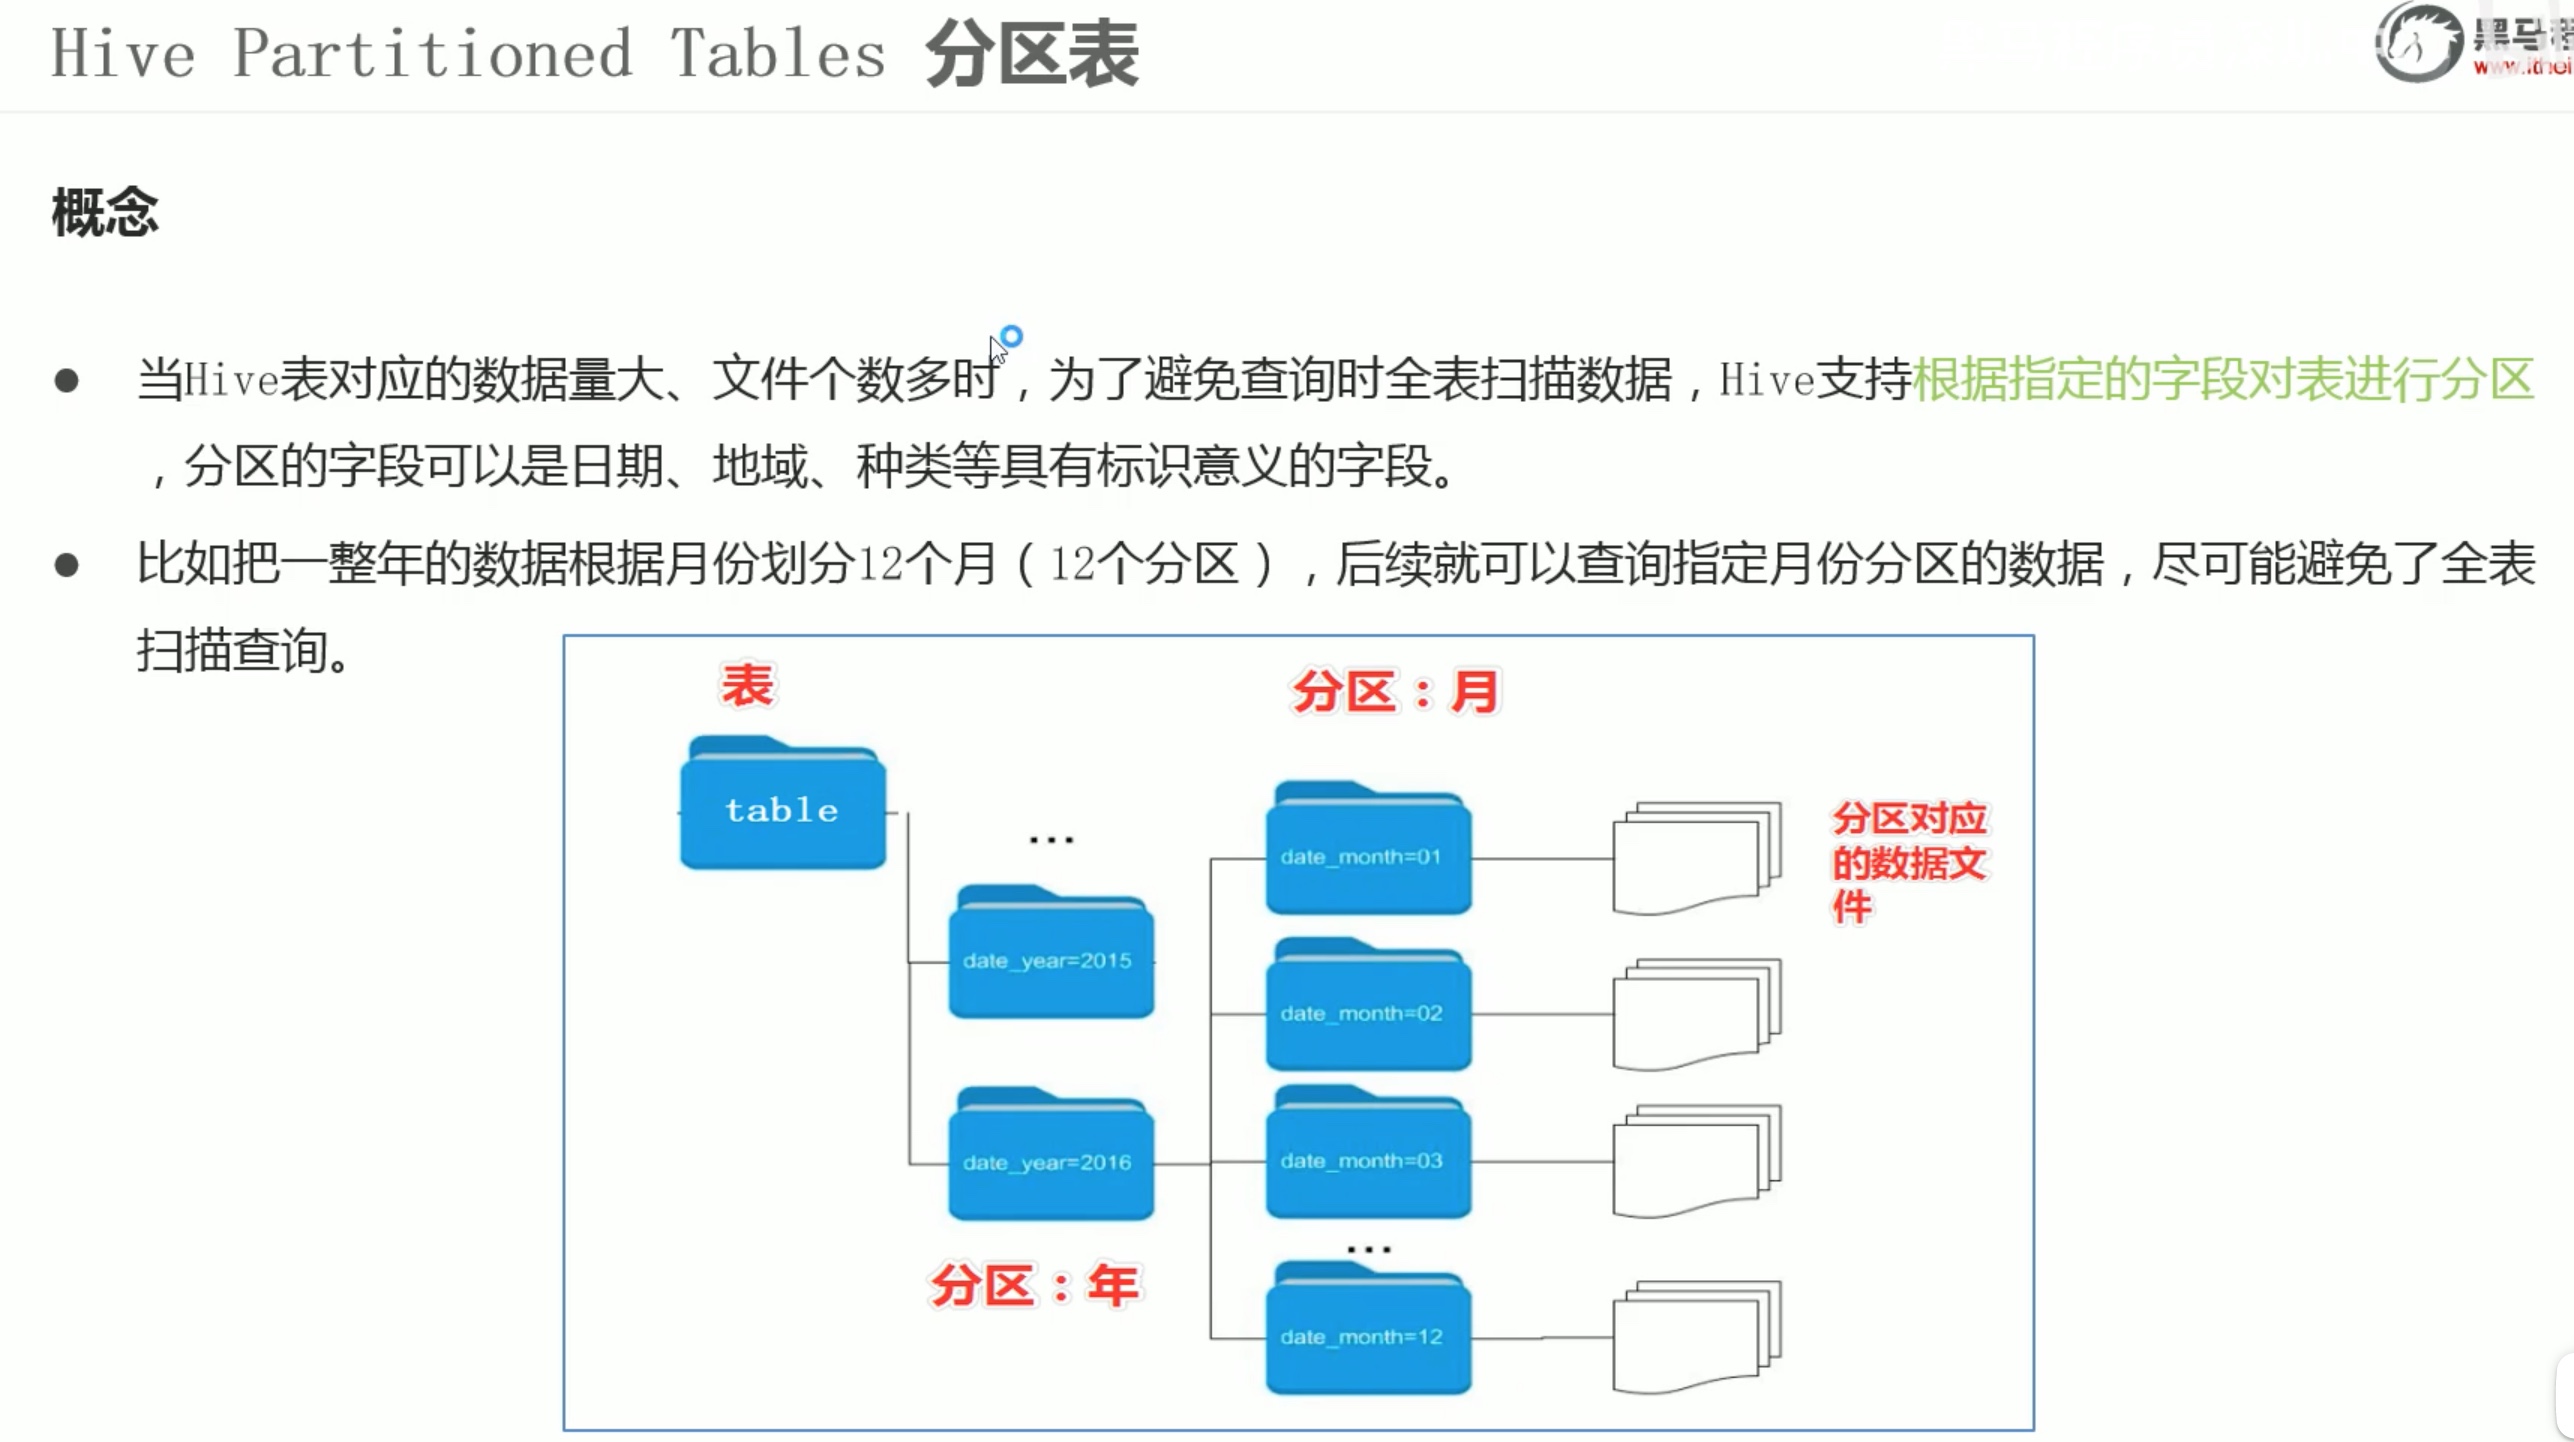 Hive Partitioned Tables 分区表
概念
● 当Hive表对应的数据量大、文件个数多时，为了避免查询时全表扫描数据，Hive支持根据指定的字段对表进行分区
，分区的字段可以是日期、地域、种类等具有标识意义的字段。
● 比如把一整年的数据根据月份划分12个月（12个分区），后续就可以查询指定月份分区的数据，尽可能避免了全表
扫描查询。
表
分区：月
table
...
date_month=01
分区对应
的数据文
件
date_year=2015
date_month=02
date_year=2016
date_month=03
...
分区：年
date_month=12
黑马
www.ithei